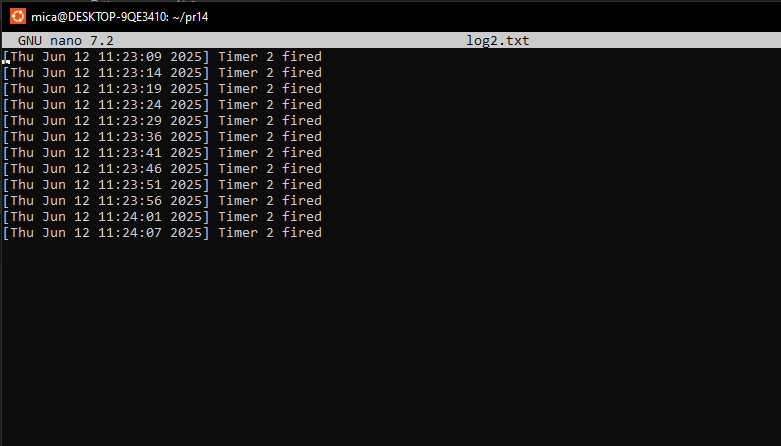 mica@DESKTOP-9QE3410: ~/pr14
GNU nano 7.2 log2.txt
[Thu Jun 12 11:23:09 2025] Timer 2 fired
[Thu Jun 12 11:23:14 2025] Timer 2 fired
[Thu Jun 12 11:23:19 2025] Timer 2 fired
[Thu Jun 12 11:23:24 2025] Timer 2 fired
[Thu Jun 12 11:23:29 2025] Timer 2 fired
[Thu Jun 12 11:23:36 2025] Timer 2 fired
[Thu Jun 12 11:23:41 2025] Timer 2 fired
[Thu Jun 12 11:23:46 2025] Timer 2 fired
[Thu Jun 12 11:23:51 2025] Timer 2 fired
[Thu Jun 12 11:23:56 2025] Timer 2 fired
[Thu Jun 12 11:24:01 2025] Timer 2 fired
[Thu Jun 12 11:24:07 2025] Timer 2 fired